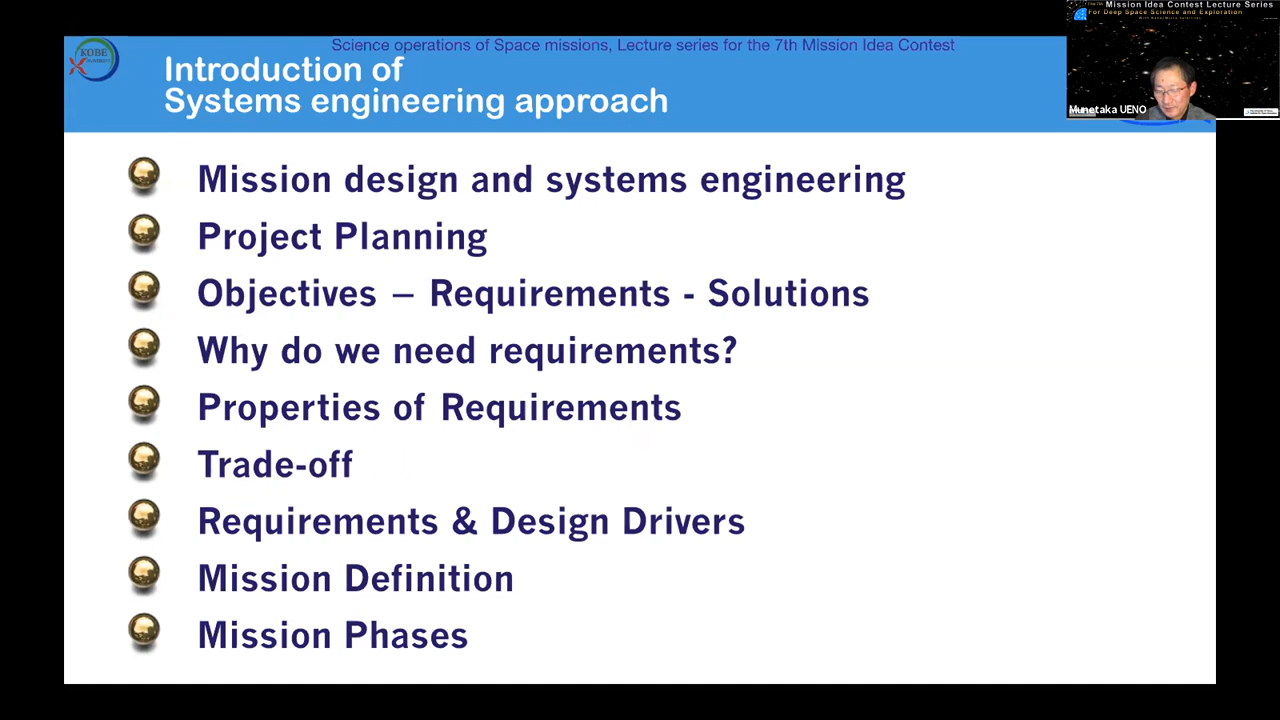 Science operations of Space missions, Lecture series for the 7th Mission Idea Contest
KOBE
Introduction of
Systems engineering approach
Mission Idea Contest Lecture Series
For Deep Space Science and Exploration
Munetaka UENO
Mission design and systems engineering
Project Planning
Objectives – Requirements - Solutions
Why do we need requirements?
Properties of Requirements
Trade-off
Requirements & Design Drivers
Mission Definition
Mission Phases